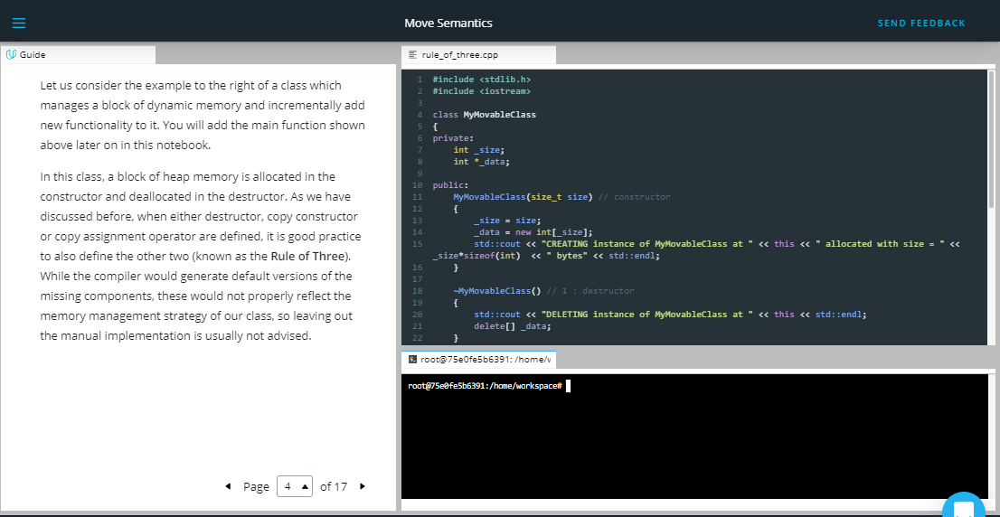 Move Semantics
SEND FEEDBACK
Guide
Let us consider the example to the right of a class which
manages a block of dynamic memory and incrementally add
new functionality to it. You will add the main function shown
above later on in this notebook.
In this class, a block of heap memory is allocated in the
constructor and deallocated in the destructor. As we have
discussed before, when either destructor, copy constructor
or copy assignment operator are defined, it is good practice
to also define the other two (known as the Rule of Three).
While the compiler would generate default versions of the
missing components, these would not properly reflect the
memory management strategy of our class, so leaving out
the manual implementation is usually not advised.
Page 4 of 17
rule_of_three.cpp
1 #include <stdlib.h>
2 #include <iostream>
3
4 class MyMovableClass
5 {
6 private:
7 int _size;
8 int *_data;
9
10 public:
11 MyMovableClass(size_t size) // constructor
12 {
13 _size = size;
14 _data = new int[_size];
15 std::cout << "CREATING instance of MyMovableClass at " << this << " allocated with size = " <<
_size*sizeof(int) << " bytes" << std::endl;
16 }
17
18 ~MyMovableClass() // 1 : destructor
19 {
20 std::cout << "DELETING instance of MyMovableClass at " << this << std::endl;
21 delete[] _data;
22 }
root@75e0fe5b6391: /home/w
root@75e0fe5b6391:/home/workspace#